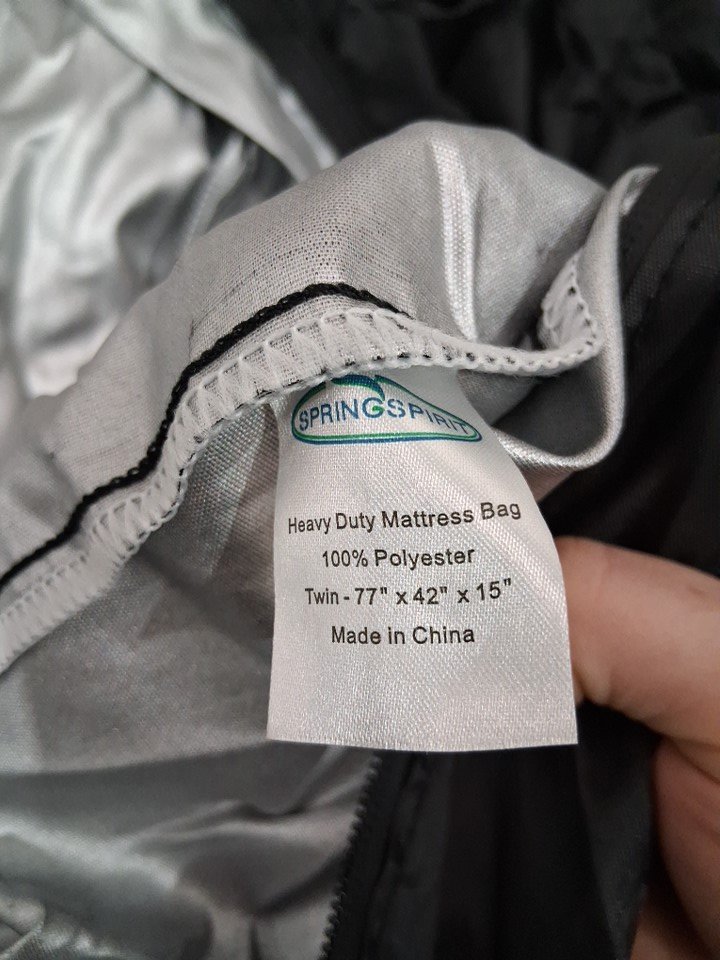 SPRINGSPIRIT
Heavy Duty Mattress Bag
100% Polyester
Twin - 77" x 42" x 15"
Made in China